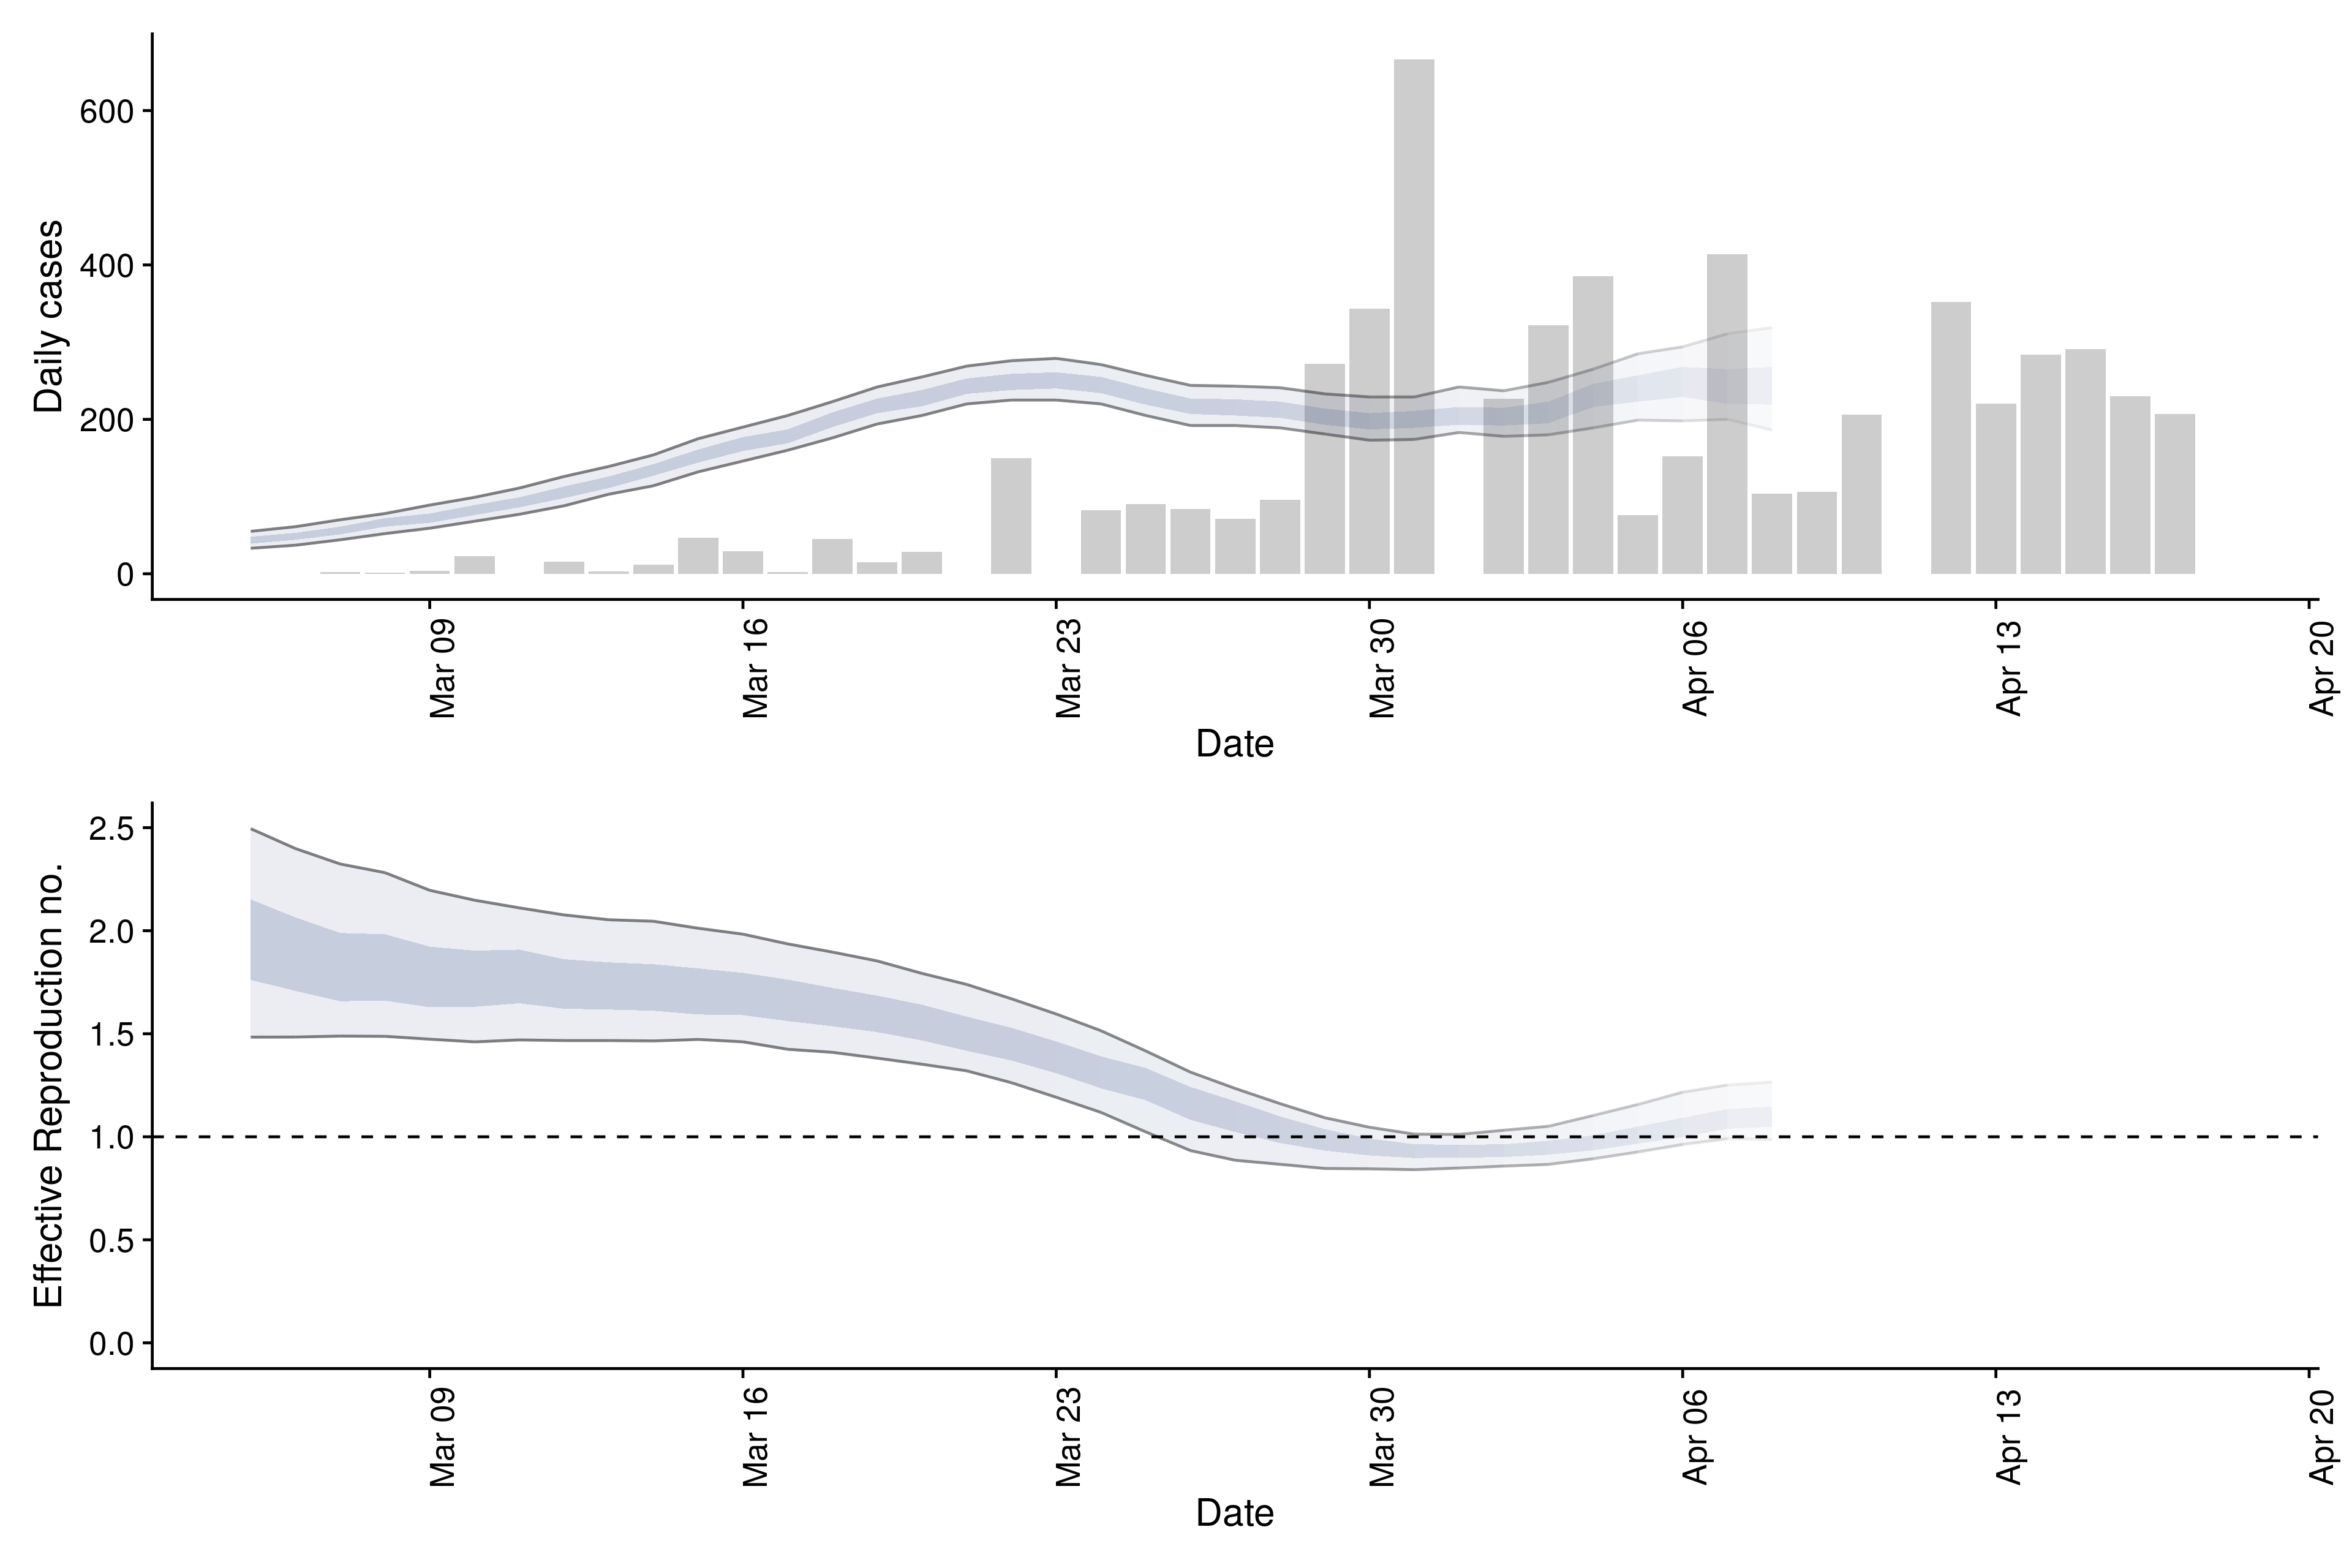 Daily cases
600
400
200
0
Mar 09
Mar 16
Mar 23
Mar 30
Apr 06
Apr 13
Apr 20
Date
Effective Reproduction no.
2.5
2.0
1.5
1.0
0.5
0.0
Mar 09
Mar 16
Mar 23
Mar 30
Apr 06
Apr 13
Apr 20
Date